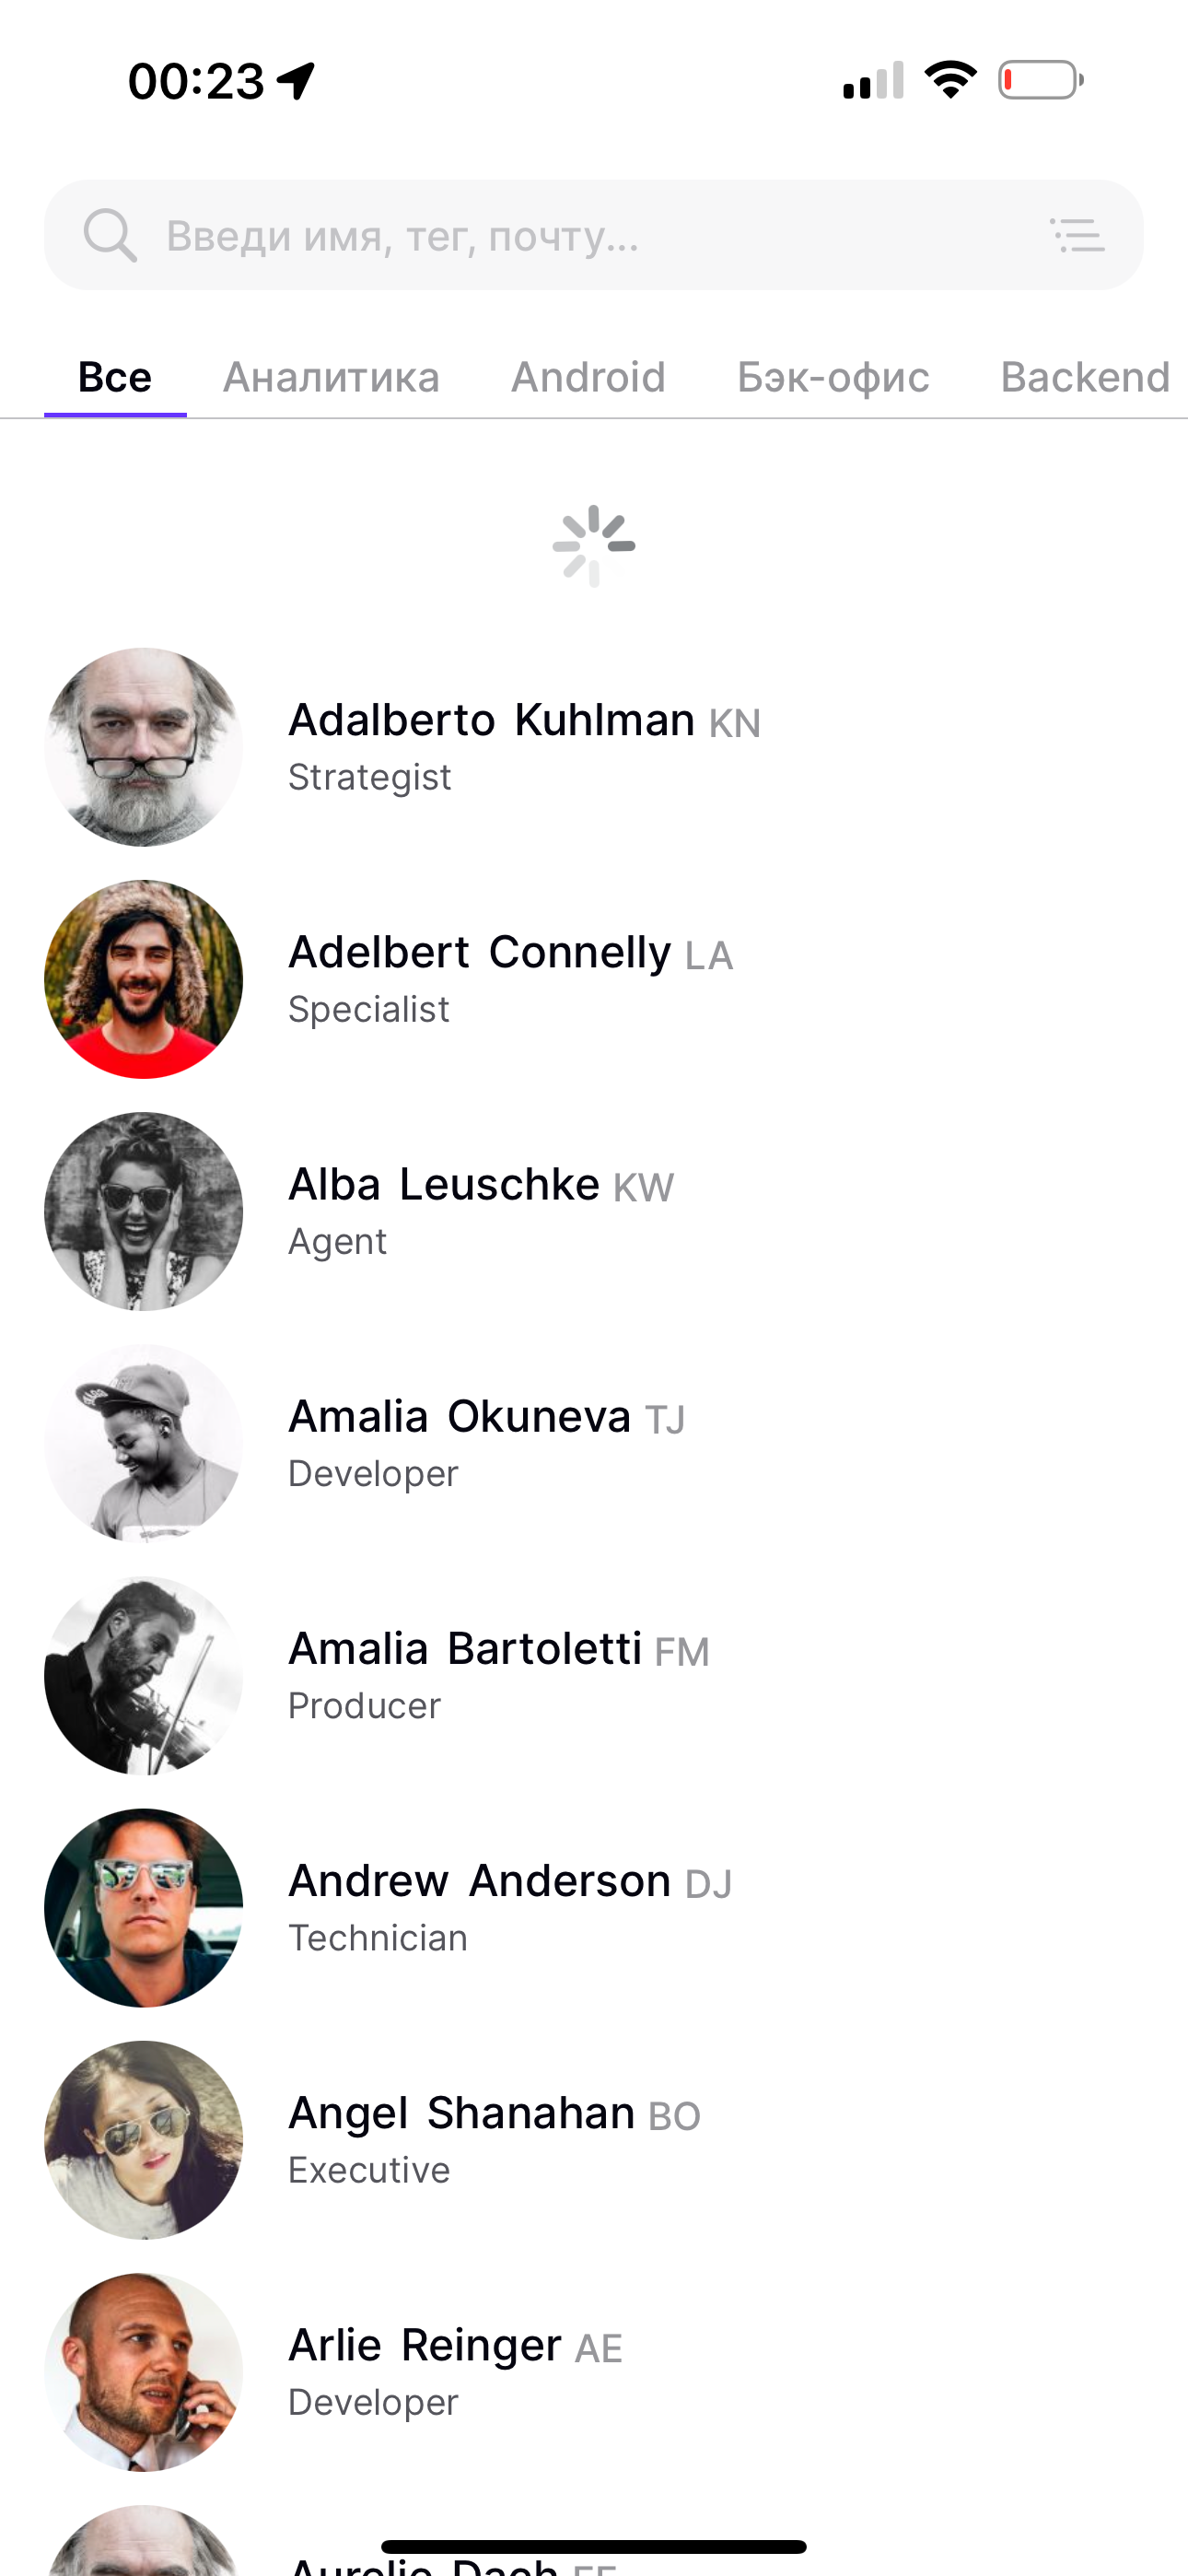 00:23
Введи имя, тег, почту...
Все Аналитика Android Бэк-офис Backend
Adalberto Kuhlman KN
Strategist
Adelbert Connelly LA
Specialist
Alba Leuschke KW
Agent
Amalia Okuneva TJ
Developer
Amalia Bartoletti FM
Producer
Andrew Anderson DJ
Technician
Angel Shanahan BO
Executive
Arlie Reinger AE
Developer
Aurelie Dach